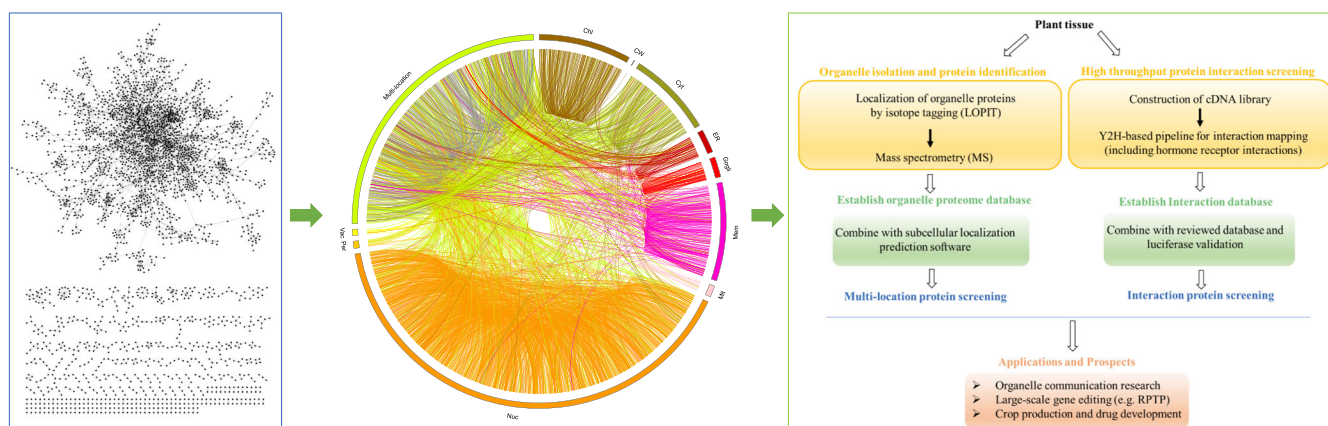 Multi-location
Chl
CW
Cyt
ER
Gogli
Mem
Mit
Nuc
Per
Vac
Plant tissue
Organelle isolation and protein identification
Localization of organelle proteins
by isotope tagging (LOPIT)
Mass spectrometry (MS)
Establish organelle proteome database
Combine with subcellular localization
prediction software
Multi-location protein screening
High throughput protein interaction screening
Construction of cDNA library
Y2H-based pipeline for interaction mapping
(including hormone receptor interactions)
Establish Interaction database
Combine with reviewed database and
luciferase validation
Interaction protein screening
Applications and Prospects
➢ Organelle communication research
➢ Large-scale gene editing (e.g. RPTP)
➢ Crop production and drug development